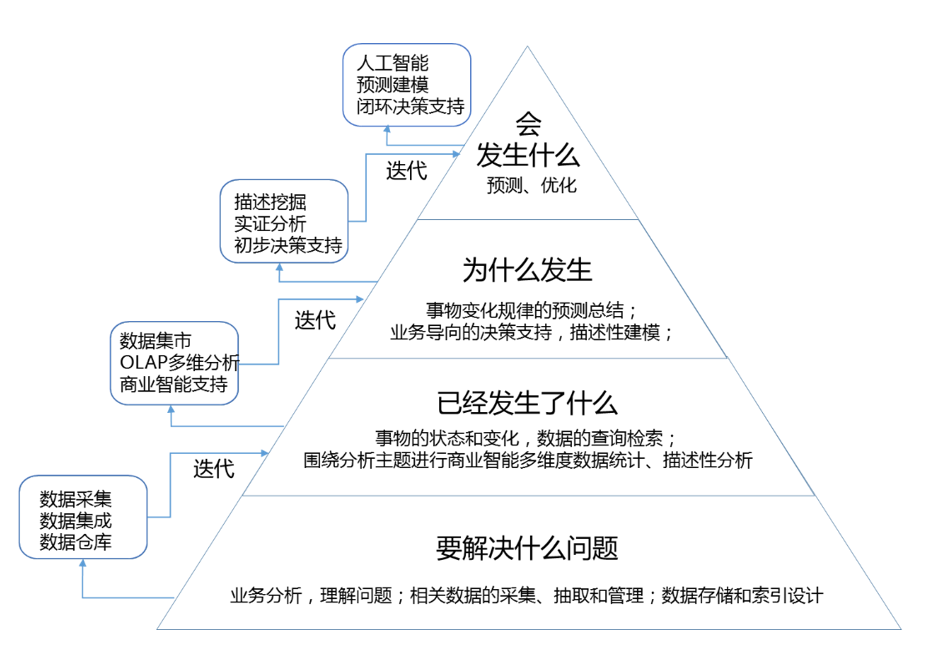 人工智能
预测建模
闭环决策支持
会
发生什么
预测、优化
迭代
描述挖掘
实证分析
初步决策支持
为什么发生
事物变化规律的预测总结；
业务导向的决策支持，描述性建模；
迭代
数据集市
OLAP多维分析
商业智能支持
已经发生了什么
事物的状态和变化，数据的查询检索；
围绕分析主题进行商业智能多维度数据统计、描述性分析
迭代
数据采集
数据集成
数据仓库
要解决什么问题
业务分析，理解问题；相关数据的采集、抽取和管理；数据存储和索引设计